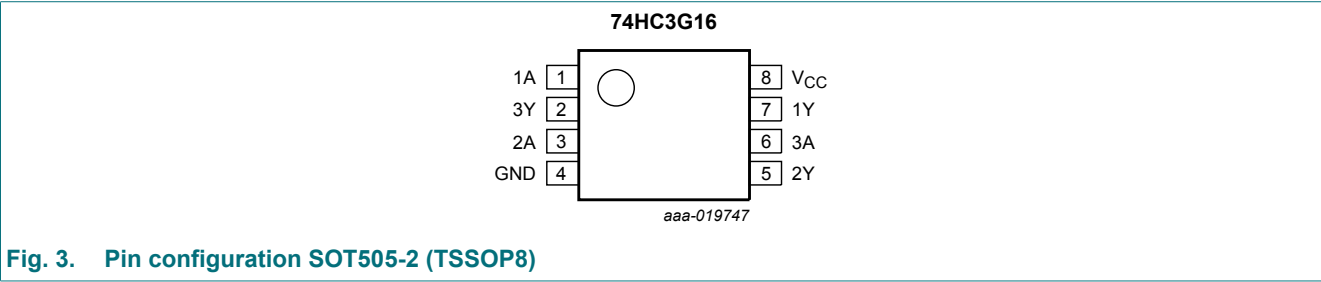 74HC3G16
1A 1 8 VCC
3Y 2 7 1Y
2A 3 6 3A
GND 4 5 2Y
aaa-019747
Fig. 3. Pin configuration SOT505-2 (TSSOP8)